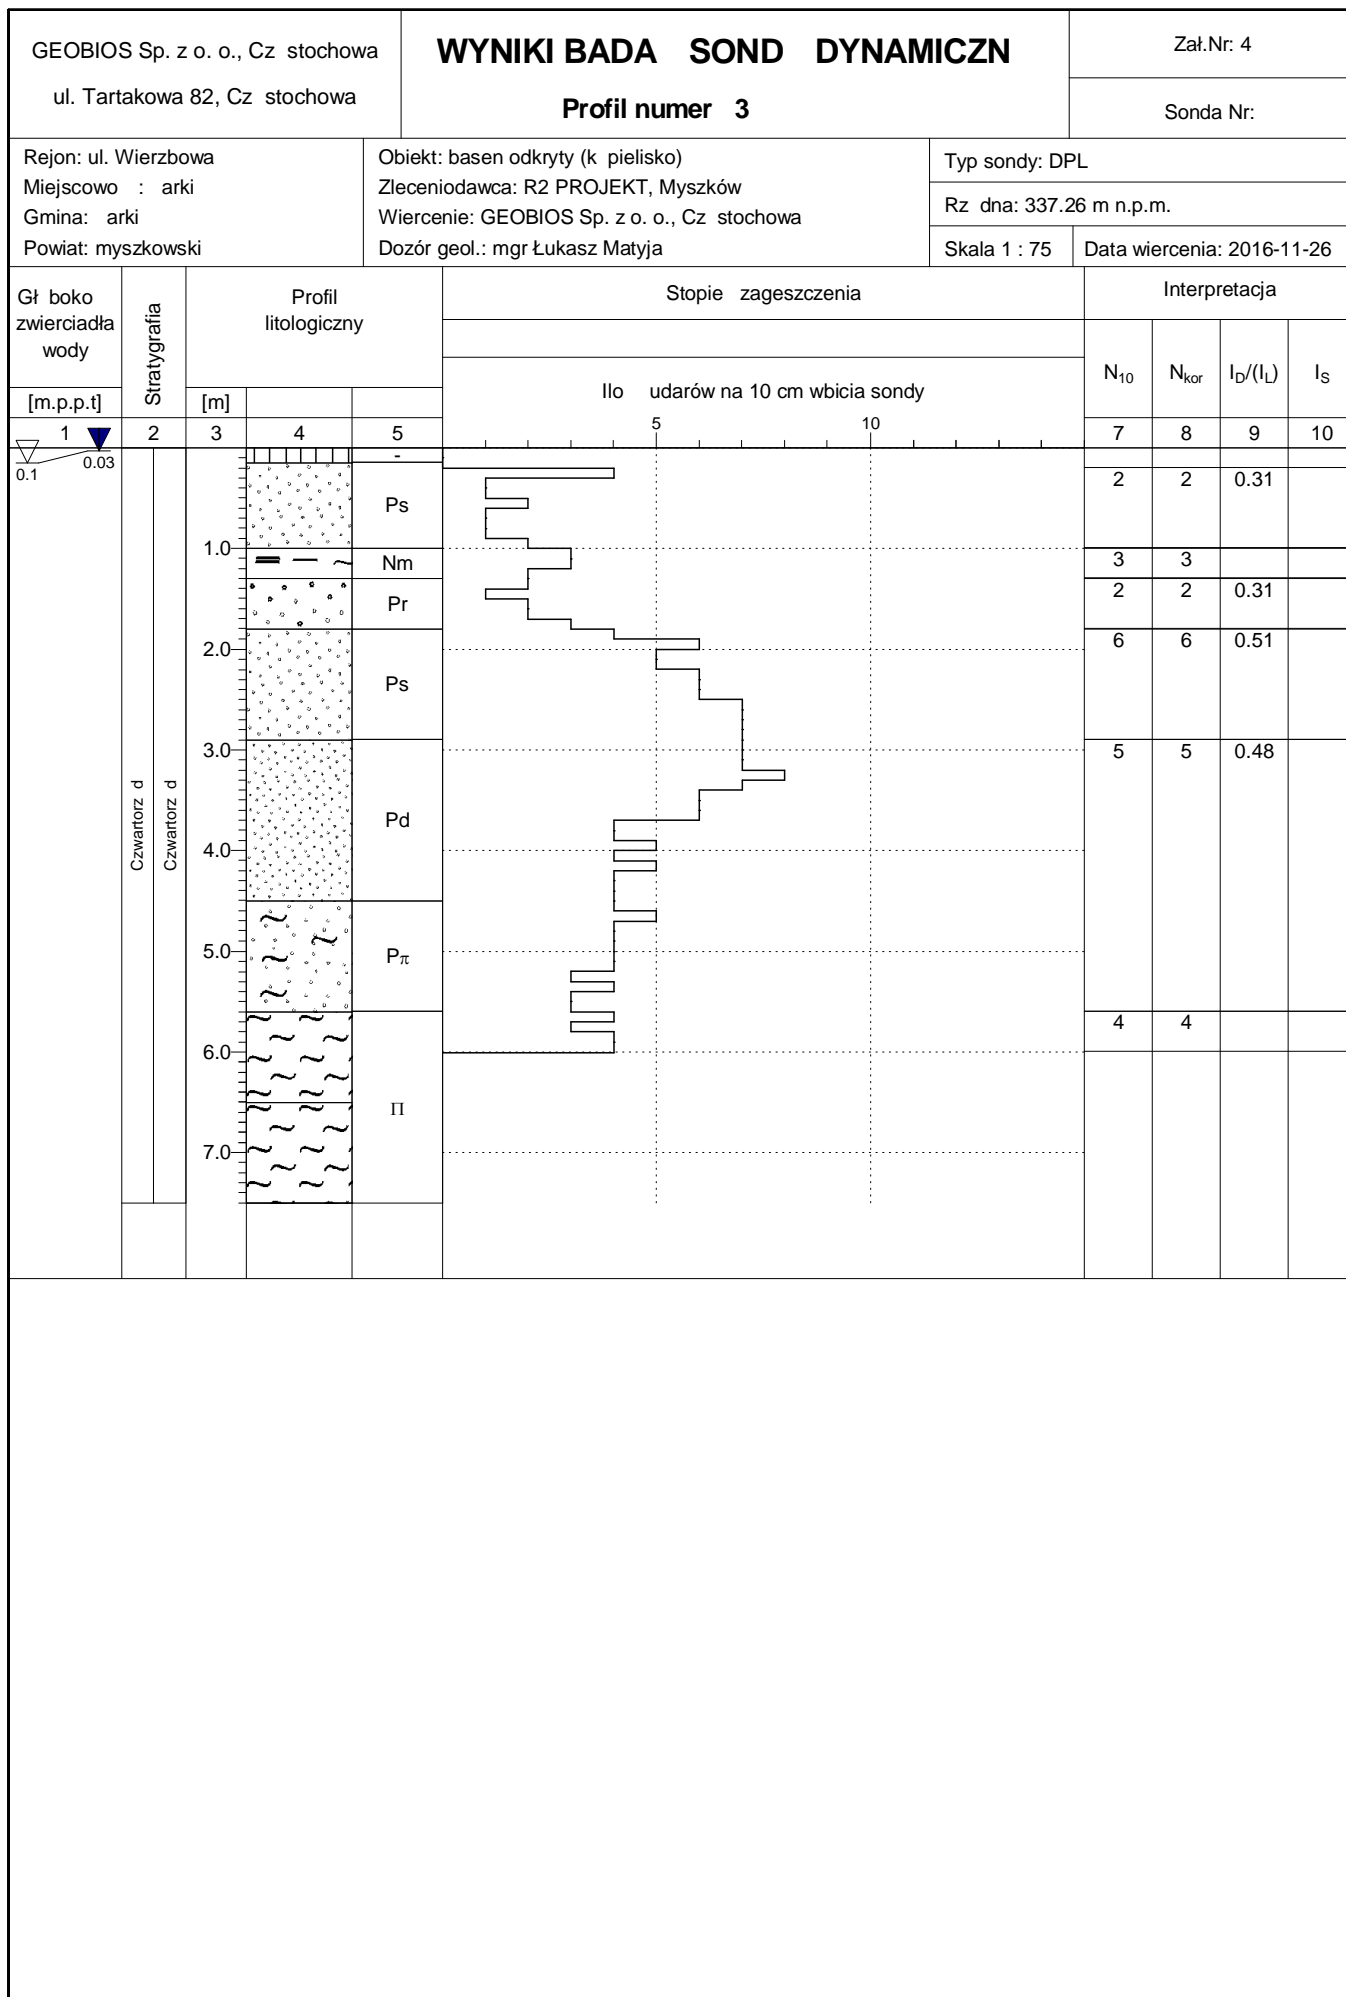 GEOBIOS Sp. z o. o., Cz stochowa
ul. Tartakowa 82, Cz stochowa
WYNIKI BADA SOND DYNAMICZN
Profil numer 3
Zał.Nr: 4
Sonda Nr:
Rejon: ul. Wierzbowa
Miejscowo : arki
Gmina: arki
Powiat: myszkowski
Obiekt: basen odkryty (k pielisko)
Zleceniodawca: R2 PROJEKT, Myszków
Wiercenie: GEOBIOS Sp. z o. o., Cz stochowa
Dozór geol.: mgr Łukasz Matyja
Typ sondy: DPL
Rz dna: 337.26 m n.p.m.
Skala 1 : 75
Data wiercenia: 2016-11-26
Gł boko
zwierciadła
wody
[m.p.p.t]
Stratygrafia
Profil
litologiczny
[m]
Stopie zageszczenia
Ilo udarów na 10 cm wbicia sondy
Interpretacja
N10
Nkor
ID/(IL)
IS
1 2 3 4 5
5 10
7 8 9 10
0.1 0.03
-
Ps
2 2 0.31
1.0
Nm
3 3
Pr
2 2 0.31
2.0
Ps
6 6 0.51
3.0
5 5 0.48
Pd
Czwartorz d
Czwartorz d
4.0
5.0
Pπ
4 4
6.0
Π
7.0